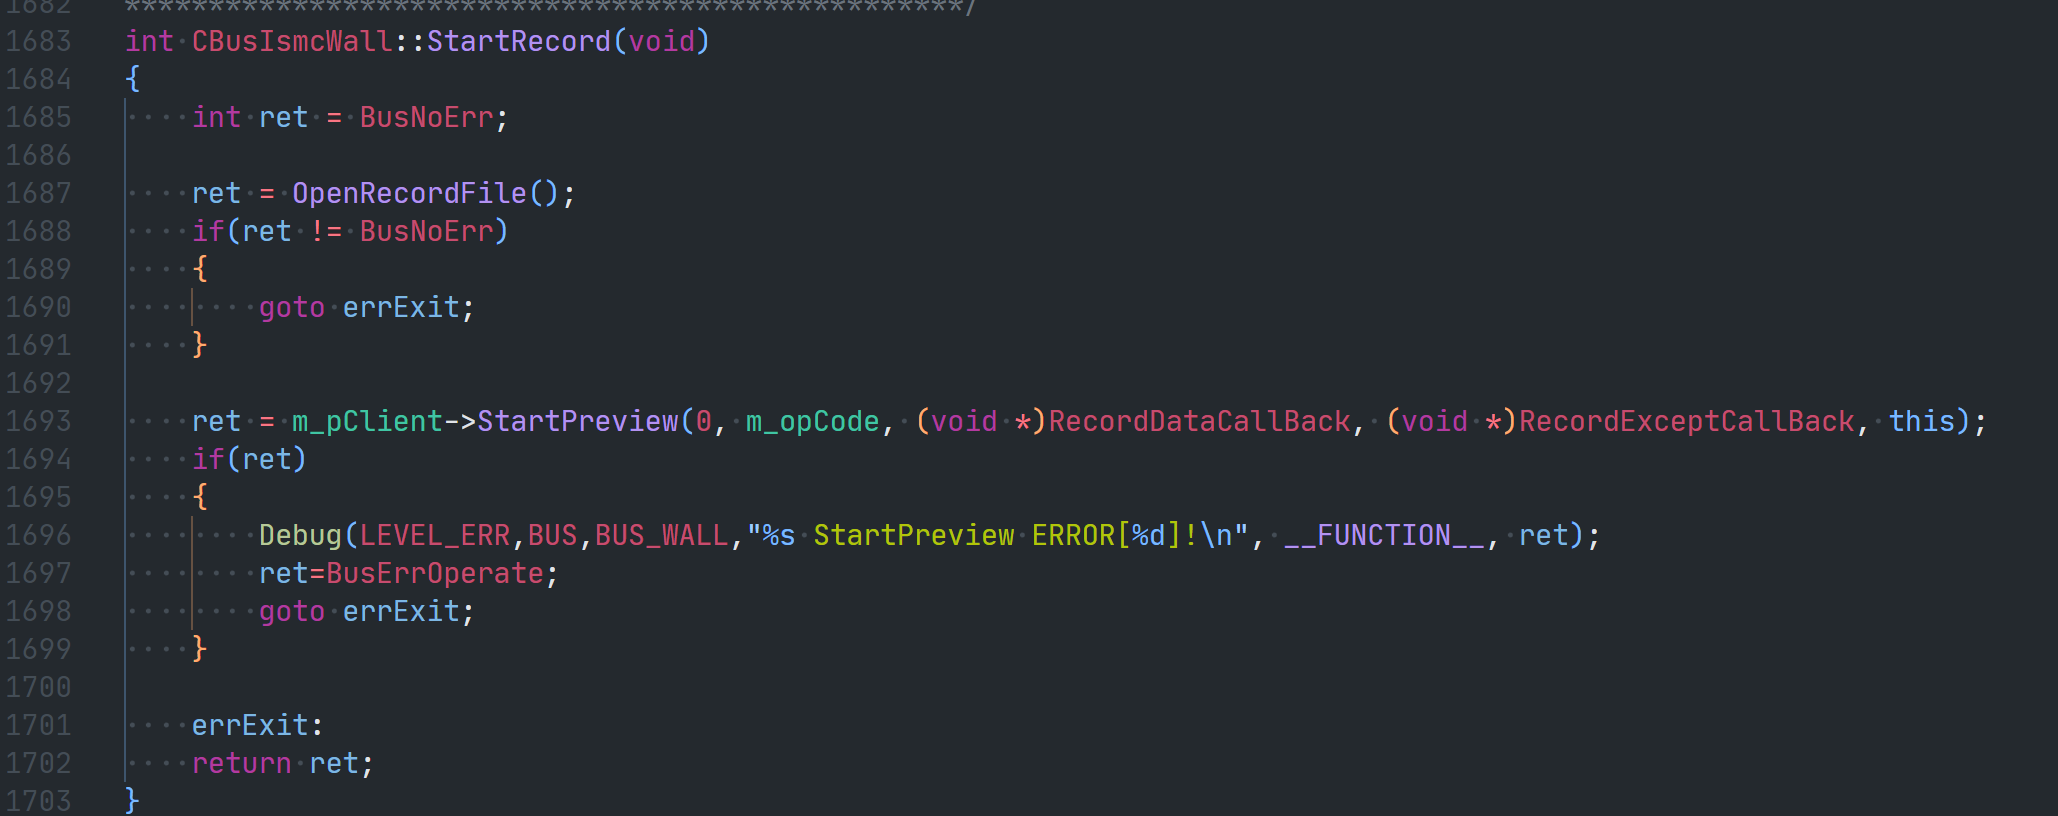 1682 **************************************************/
1683 int CBusIsmcWall::StartRecord(void)
1684 {
1685     int ret = BusNoErr;
1686
1687     ret = OpenRecordFile();
1688     if(ret != BusNoErr)
1689     {
1690         goto errExit;
1691     }
1692
1693     ret = m_pClient->StartPreview(0, m_opCode, (void *)RecordDataCallBack, (void *)RecordExceptCallBack, this);
1694     if(ret)
1695     {
1696         Debug(LEVEL_ERR,BUS,BUS_WALL,"%s StartPreview ERROR[%d]!\n", __FUNCTION__, ret);
1697         ret=BusErrOperate;
1698         goto errExit;
1699     }
1700
1701     errExit:
1702     return ret;
1703 }